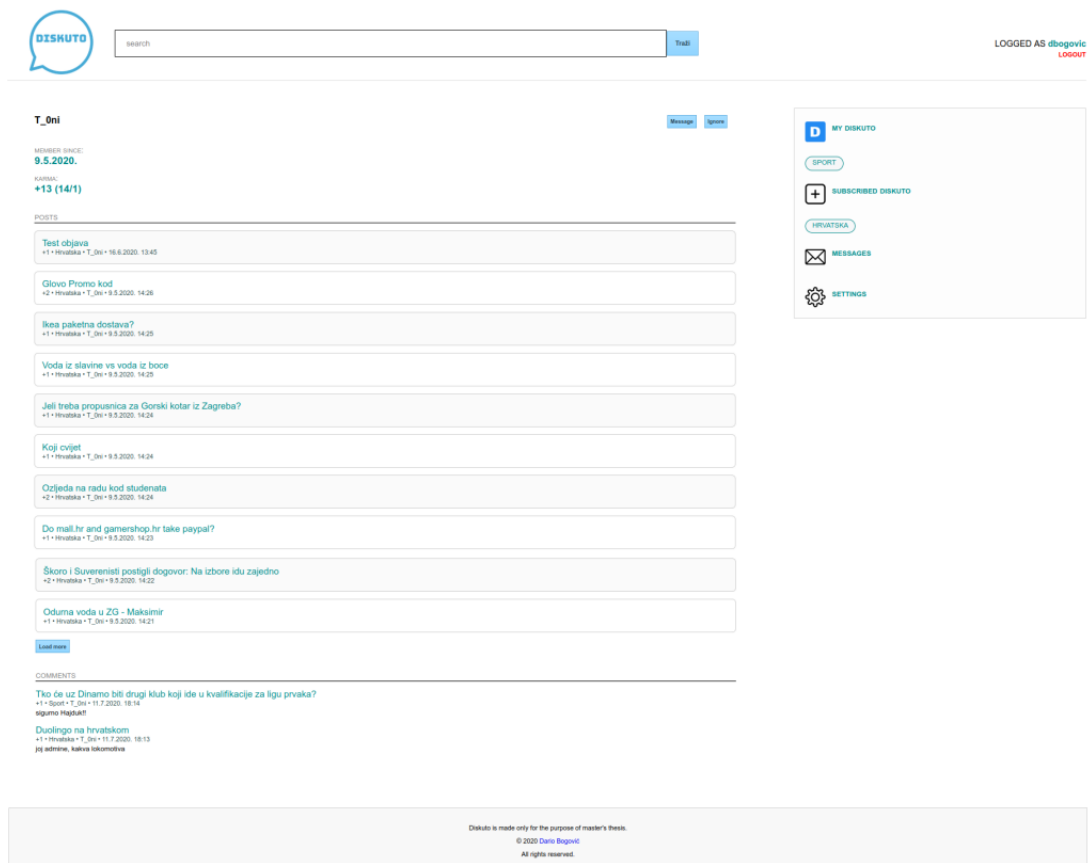 DISKUTO
search
Traži
LOGGED AS dbogovic
LOGOUT
T_0ni
Message
Ignore
MEMBER SINCE:
9.5.2020.
KARMA:
+13 (14/1)
POSTS
Test objava
+1 • Hrvatska • T_0ni • 16.6.2020. 13:45
Glovo Promo kod
+2 • Hrvatska • T_0ni • 9.5.2020. 14:26
Ikea paketna dostava?
+1 • Hrvatska • T_0ni • 9.5.2020. 14:25
Voda iz slavine vs voda iz boce
+1 • Hrvatska • T_0ni • 9.5.2020. 14:25
Jeli treba propusnica za Gorski kotar iz Zagreba?
+1 • Hrvatska • T_0ni • 9.5.2020. 14:24
Koji cvijet
+1 • Hrvatska • T_0ni • 9.5.2020. 14:24
Ozljeda na radu kod studenata
+2 • Hrvatska • T_0ni • 9.5.2020. 14:24
Do mall.hr and gamershop.hr take paypal?
+1 • Hrvatska • T_0ni • 9.5.2020. 14:23
Škoro i Suverenisti postigli dogovor: Na izbore idu zajedno
+2 • Hrvatska • T_0ni • 9.5.2020. 14:22
Odurna voda u ZG - Maksimir
+1 • Hrvatska • T_0ni • 9.5.2020. 14:21
Load more
COMMENTS
Tko će uz Dinamo biti drugi klub koji ide u kvalifikacije za ligu prvaka?
+1 • Sport • T_0ni • 11.7.2020. 18:14
sigurno Hajduk!!
Duolingo na hrvatskom
+1 • Hrvatska • T_0ni • 11.7.2020. 18:13
joj admine, kakva lokomotiva
D
MY DISKUTO
SPORT
SUBSCRIBED DISKUTO
HRVATSKA
MESSAGES
SETTINGS
Diskuto is made only for the purpose of master's thesis.
© 2020 Dario Bogović
All rights reserved.